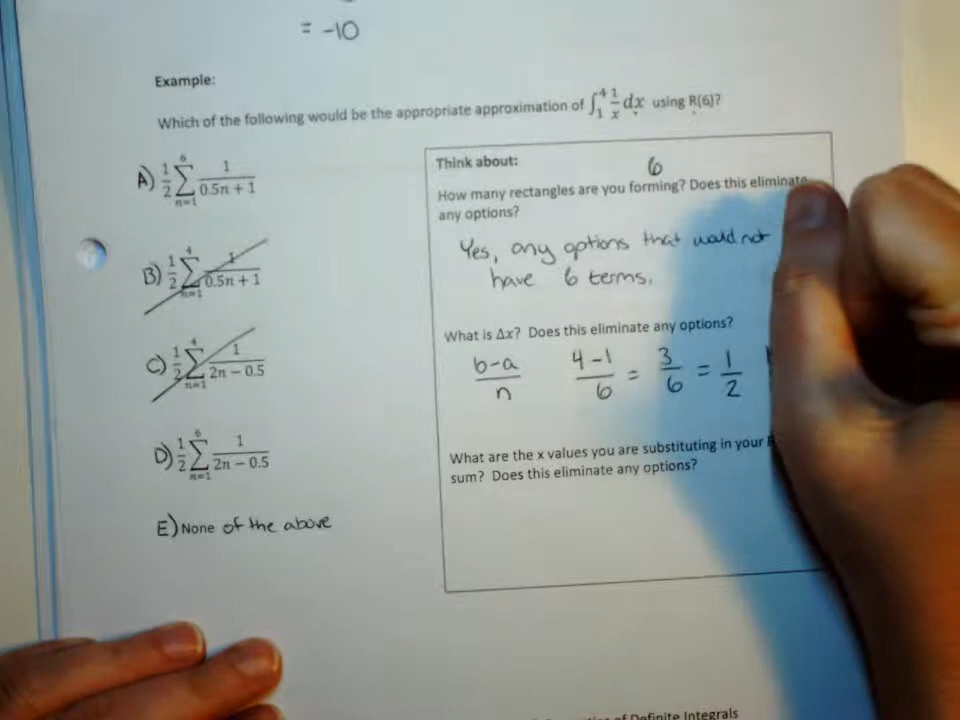 = -10
Example:
Which of the following would be the appropriate approximation of ∫₁⁴ 1/x dx using R(6)?
A) 1/2 ∑_{n=1}^{6} 1/(0.5n + 1)
B) 1/2 ∑_{n=1}^{4} 1/(0.5n + 1)
C) 1/2 ∑_{n=1}^{4} 1/(2n − 0.5)
D) 1/2 ∑_{n=1}^{6} 1/(2n − 0.5)
E) None of the above
Think about:
6
How many rectangles are you forming? Does this eliminate
any options?
Yes, any options that would not
have 6 terms.
What is Δx? Does this eliminate any options?
b-a/n 4-1/6 = 3/6 = 1/2
What are the x values you are substituting in your
sum? Does this eliminate any options?
of Definite Integrals